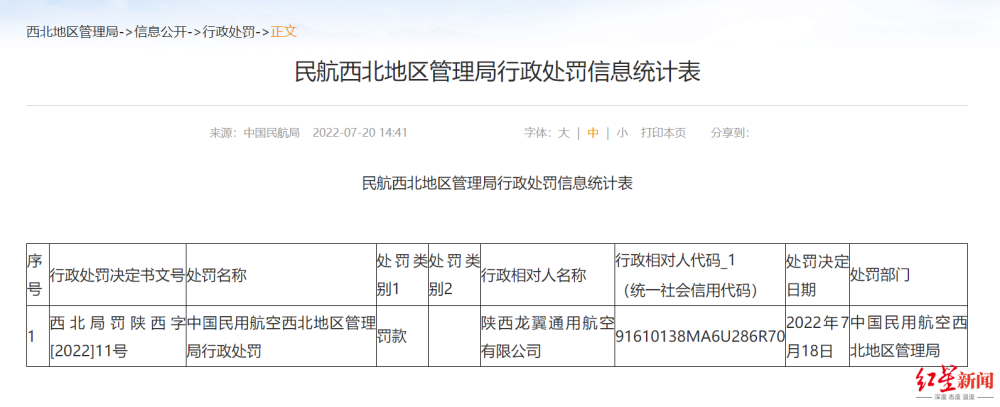 西北地区管理局->信息公开->行政处罚->正文
民航西北地区管理局行政处罚信息统计表
来源：中国民航局 2022-07-20 14:41 字体：大 | 中 | 小 打印本页 分享到：
民航西北地区管理局行政处罚信息统计表
序号 行政处罚决定书文号 处罚名称 处罚类别1 处罚类别2 行政相对人名称 行政相对人代码_1（统一社会信用代码） 处罚决定日期 处罚部门
1 西北局罚陕西字[2022]11号 中国民用航空西北地区管理局行政处罚 罚款 陕西龙翼通用航空有限公司 91610138MA6U286R70 2022年7月18日 中国民用航空西北地区管理局
红星新闻
深度 态度 温度